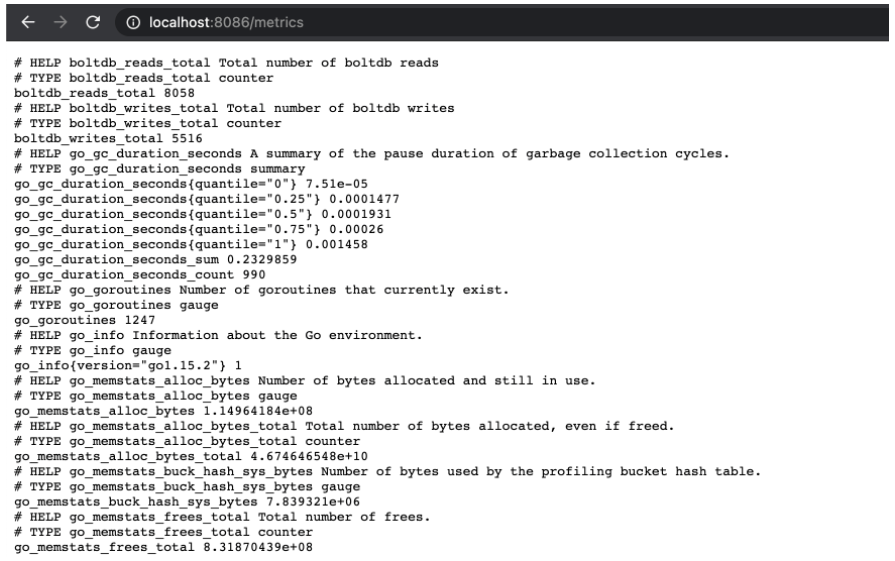 localhost:8086/metrics
# HELP boltdb_reads_total Total number of boltdb reads
# TYPE boltdb_reads_total counter
boltdb_reads_total 8058
# HELP boltdb_writes_total Total number of boltdb writes
# TYPE boltdb_writes_total counter
boltdb_writes_total 5516
# HELP go_gc_duration_seconds A summary of the pause duration of garbage collection cycles.
# TYPE go_gc_duration_seconds summary
go_gc_duration_seconds{quantile="0"} 7.51e-05
go_gc_duration_seconds{quantile="0.25"} 0.0001477
go_gc_duration_seconds{quantile="0.5"} 0.0001931
go_gc_duration_seconds{quantile="0.75"} 0.00026
go_gc_duration_seconds{quantile="1"} 0.001458
go_gc_duration_seconds_sum 0.2329859
go_gc_duration_seconds_count 990
# HELP go_goroutines Number of goroutines that currently exist.
# TYPE go_goroutines gauge
go_goroutines 1247
# HELP go_info Information about the Go environment.
# TYPE go_info gauge
go_info{version="go1.15.2"} 1
# HELP go_memstats_alloc_bytes Number of bytes allocated and still in use.
# TYPE go_memstats_alloc_bytes gauge
go_memstats_alloc_bytes 1.14964184e+08
# HELP go_memstats_alloc_bytes_total Total number of bytes allocated, even if freed.
# TYPE go_memstats_alloc_bytes_total counter
go_memstats_alloc_bytes_total 4.674646548e+10
# HELP go_memstats_buck_hash_sys_bytes Number of bytes used by the profiling bucket hash table.
# TYPE go_memstats_buck_hash_sys_bytes gauge
go_memstats_buck_hash_sys_bytes 7.839321e+06
# HELP go_memstats_frees_total Total number of frees.
# TYPE go_memstats_frees_total counter
go_memstats_frees_total 8.31870439e+08